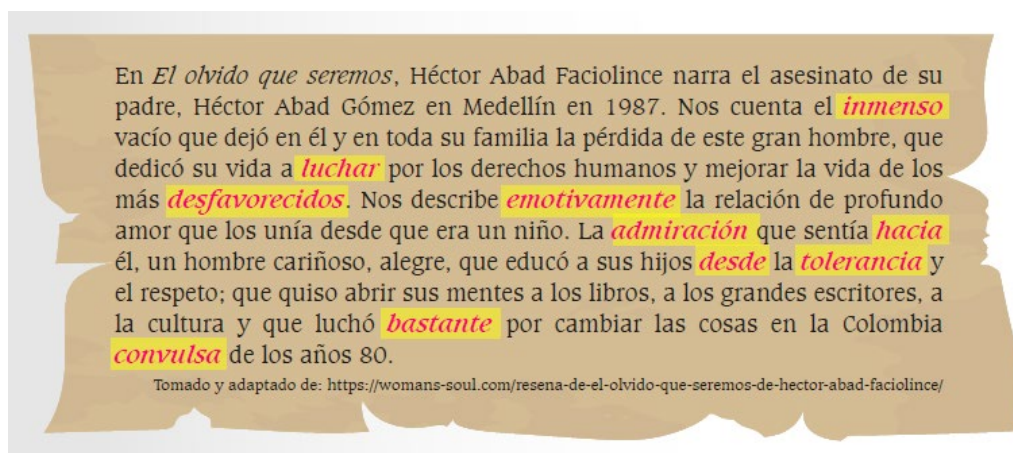 En El olvido que seremos, Héctor Abad Faciolince narra el asesinato de su
padre, Héctor Abad Gómez en Medellín en 1987. Nos cuenta el inmenso
vacío que dejó en él y en toda su familia la pérdida de este gran hombre, que
dedicó su vida a luchar por los derechos humanos y mejorar la vida de los
más desfavorecidos. Nos describe emotivamente la relación de profundo
amor que los unía desde que era un niño. La admiración que sentía hacia
él, un hombre cariñoso, alegre, que educó a sus hijos desde la tolerancia y
el respeto; que quiso abrir sus mentes a los libros, a los grandes escritores, a
la cultura y que luchó bastante por cambiar las cosas en la Colombia
convulsa de los años 80.
Tomado y adaptado de: https://womans-soul.com/resena-de-el-olvido-que-seremos-de-hector-abad-faciolince/